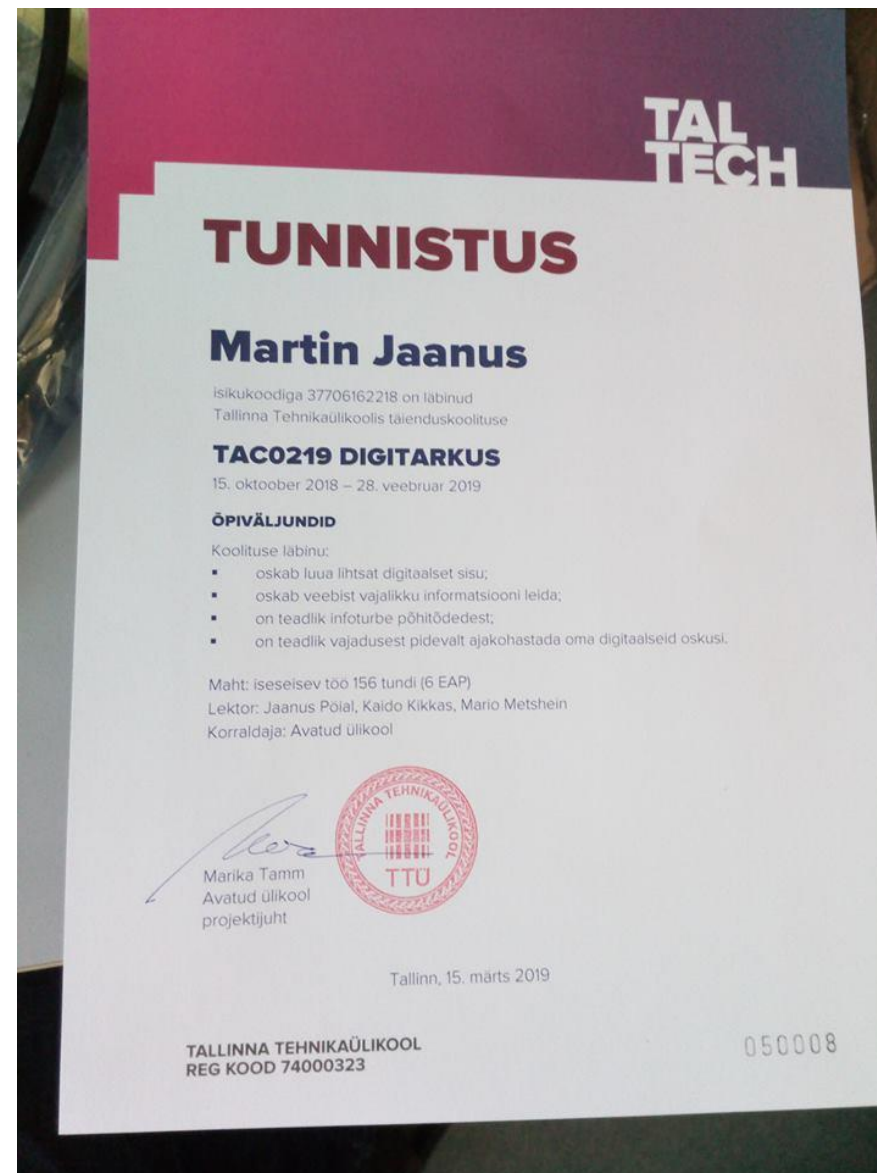 TAL
TECH
TUNNISTUS
Martin Jaanus
isikukoodiga 37706162218 on läbinud
Tallinna Tehnikaülikoolis täienduskoolituse
TAC0219 DIGITARKUS
15. oktoober 2018 – 28. veebruar 2019
ÕPIVÄLJUNDID
Koolituse läbinu:
▪ oskab luua lihtsat digitaalset sisu;
▪ oskab veebist vajalikku informatsiooni leida;
▪ on teadlik infoturbe põhitõdedest;
▪ on teadlik vajadusest pidevalt ajakohastada oma digitaalseid oskusi.
Maht: iseseisev töö 156 tundi (6 EAP)
Lektor: Jaanus Pöial, Kaido Kikkas, Mario Metshein
Korraldaja: Avatud ülikool
TALLINNA TEHNIKAÜLIKOOL
TTÜ
Marika Tamm
Avatud ülikool
projektijuht
Tallinn, 15. märts 2019
TALLINNA TEHNIKAÜLIKOOL
REG KOOD 74000323
050008